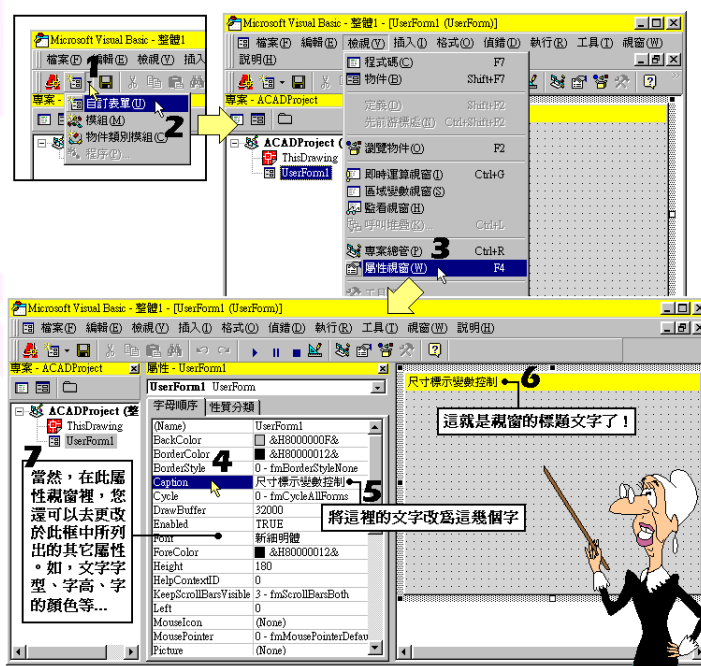 Microsoft Visual Basic - 整體1
檔案(F) 編輯(E) 檢視(V) 插入
1
專案 -
自訂表單(U)
2
模組(M)
物件類別模組(C)
程序(P)...
Microsoft Visual Basic - 整體1 - [UserForm1 (UserForm)]
檔案(F) 編輯(E) 檢視(V) 插入(I) 格式(O) 偵錯(D) 執行(R) 工具(T) 視窗(W)
說明(H)
專案 - ACADProject
ACADProject (
ThisDrawing
UserForm1
程式碼(C) F7
物件(B) Shift+F7
定義(D) Shift+F2
先前游標處(N) Ctrl+Shift+F2
瀏覽物件(O) F2
即時運算視窗(I) Ctrl+G
區域變數視窗(S)
監看視窗(H)
呼叫堆疊(K)... Ctrl+L
專案總管(P) Ctrl+R
3
屬性視窗(W) F4
Microsoft Visual Basic - 整體1 - [UserForm1 (UserForm)]
檔案(F) 編輯(E) 檢視(V) 插入(I) 格式(O) 偵錯(D) 執行(R) 工具(T) 視窗(W) 說明(H)
專案 - ACADProject
ACADProject (整
ThisDrawing
UserForm1
7
當然，在此屬
性視窗裡，您
還可以去更改
於此框中所列
出的其它屬性
。如，文字字
型、字高、字
的顏色等...
屬性 - UserForm1
UserForm1 UserForm
字母順序 性質分類
(Name) UserForm1
BackColor &H8000000F&
BorderColor &H80000012&
4
BorderStyle 0 - fmBorderStyleNone
Caption 尺寸標示變數控制
5
將這裡的文字改為這幾個字
Cycle 0 - fmCycleAllForms
DrawBuffer 32000
Enabled TRUE
Font 新細明體
ForeColor &H80000012&
Height 180
HelpContextID 0
KeepScrollBarsVisible 3 - fmScrollBarsBoth
Left 0
MouseIcon (None)
MousePointer 0 - fmMousePointerDefau
Picture (None)
尺寸標示變數控制
6
這就是視窗的標題文字了！